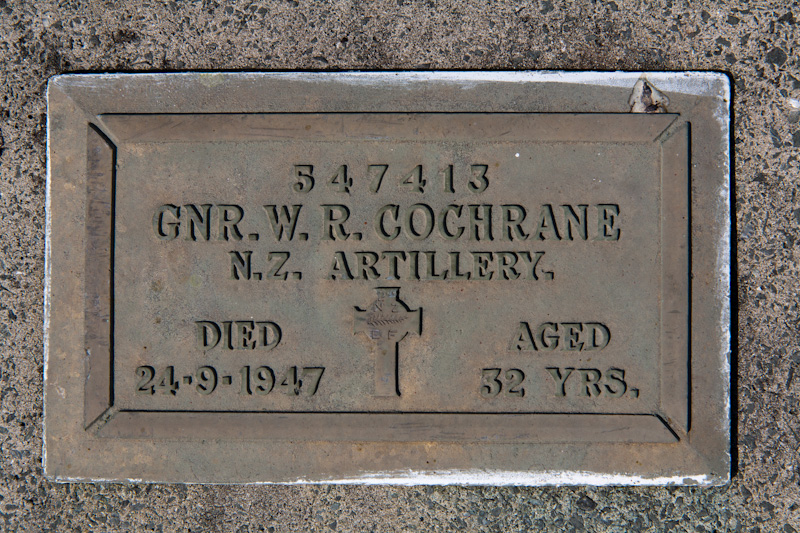 547413
GNR. W. R. COCHRANE
N.Z. ARTILLERY.
DIED
24-9-1947
AGED
32 YRS.